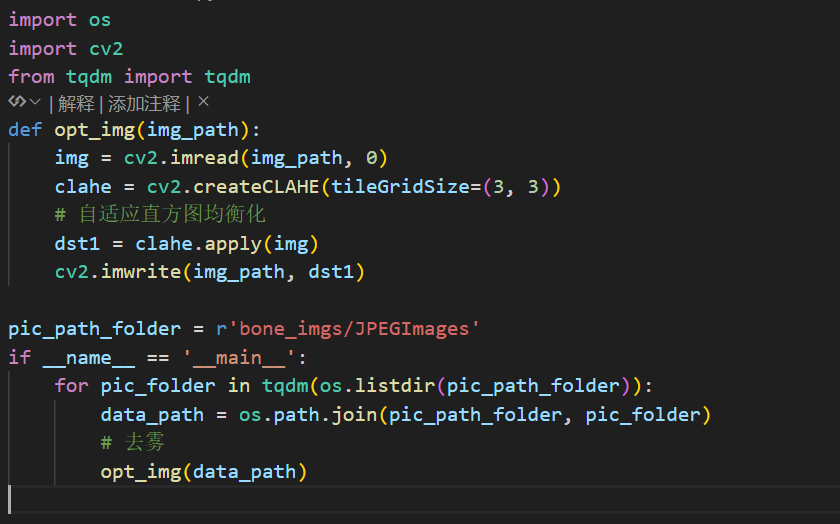 import os
import cv2
from tqdm import tqdm
| 解释 | 添加注释 | ×
def opt_img(img_path):
    img = cv2.imread(img_path, 0)
    clahe = cv2.createCLAHE(tileGridSize=(3, 3))
    # 自适应直方图均衡化
    dst1 = clahe.apply(img)
    cv2.imwrite(img_path, dst1)

pic_path_folder = r'bone_imgs/JPEGImages'
if __name__ == '__main__':
    for pic_folder in tqdm(os.listdir(pic_path_folder)):
        data_path = os.path.join(pic_path_folder, pic_folder)
        # 去雾
        opt_img(data_path)